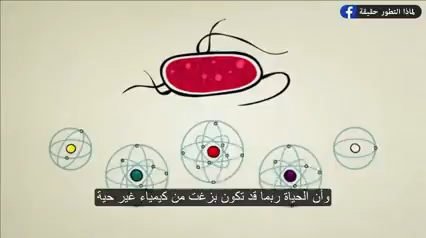 لماذا التطور حقيقة
وأن الحياة ربما قد تكون بزغت من كيمياء غير حية